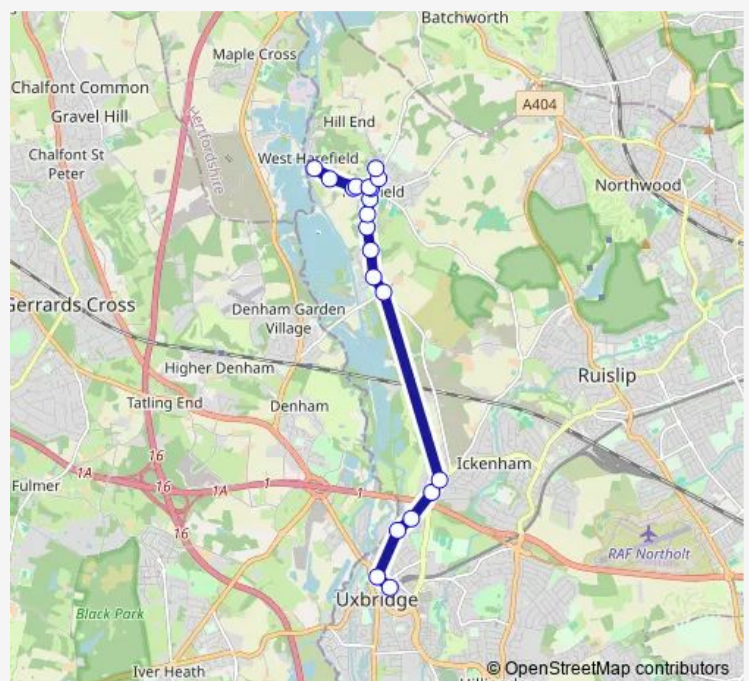 Batchworth
Maple Cross
Chalfont Common
A404
Gravel Hill
Hertfordshire
Hill End
Chalfont St
Peter
West Harefield
Northwood
field
Gerrards Cross
Denham Garden
Village
Higher Denham
Ruislip
Tatling End
Denham
16
Ickenham
1A
Fulmer
16
1A
1
1
16
RAF Northolt
Uxbridge
Black Park
Iver Heath
© OpenStreetMap contributors